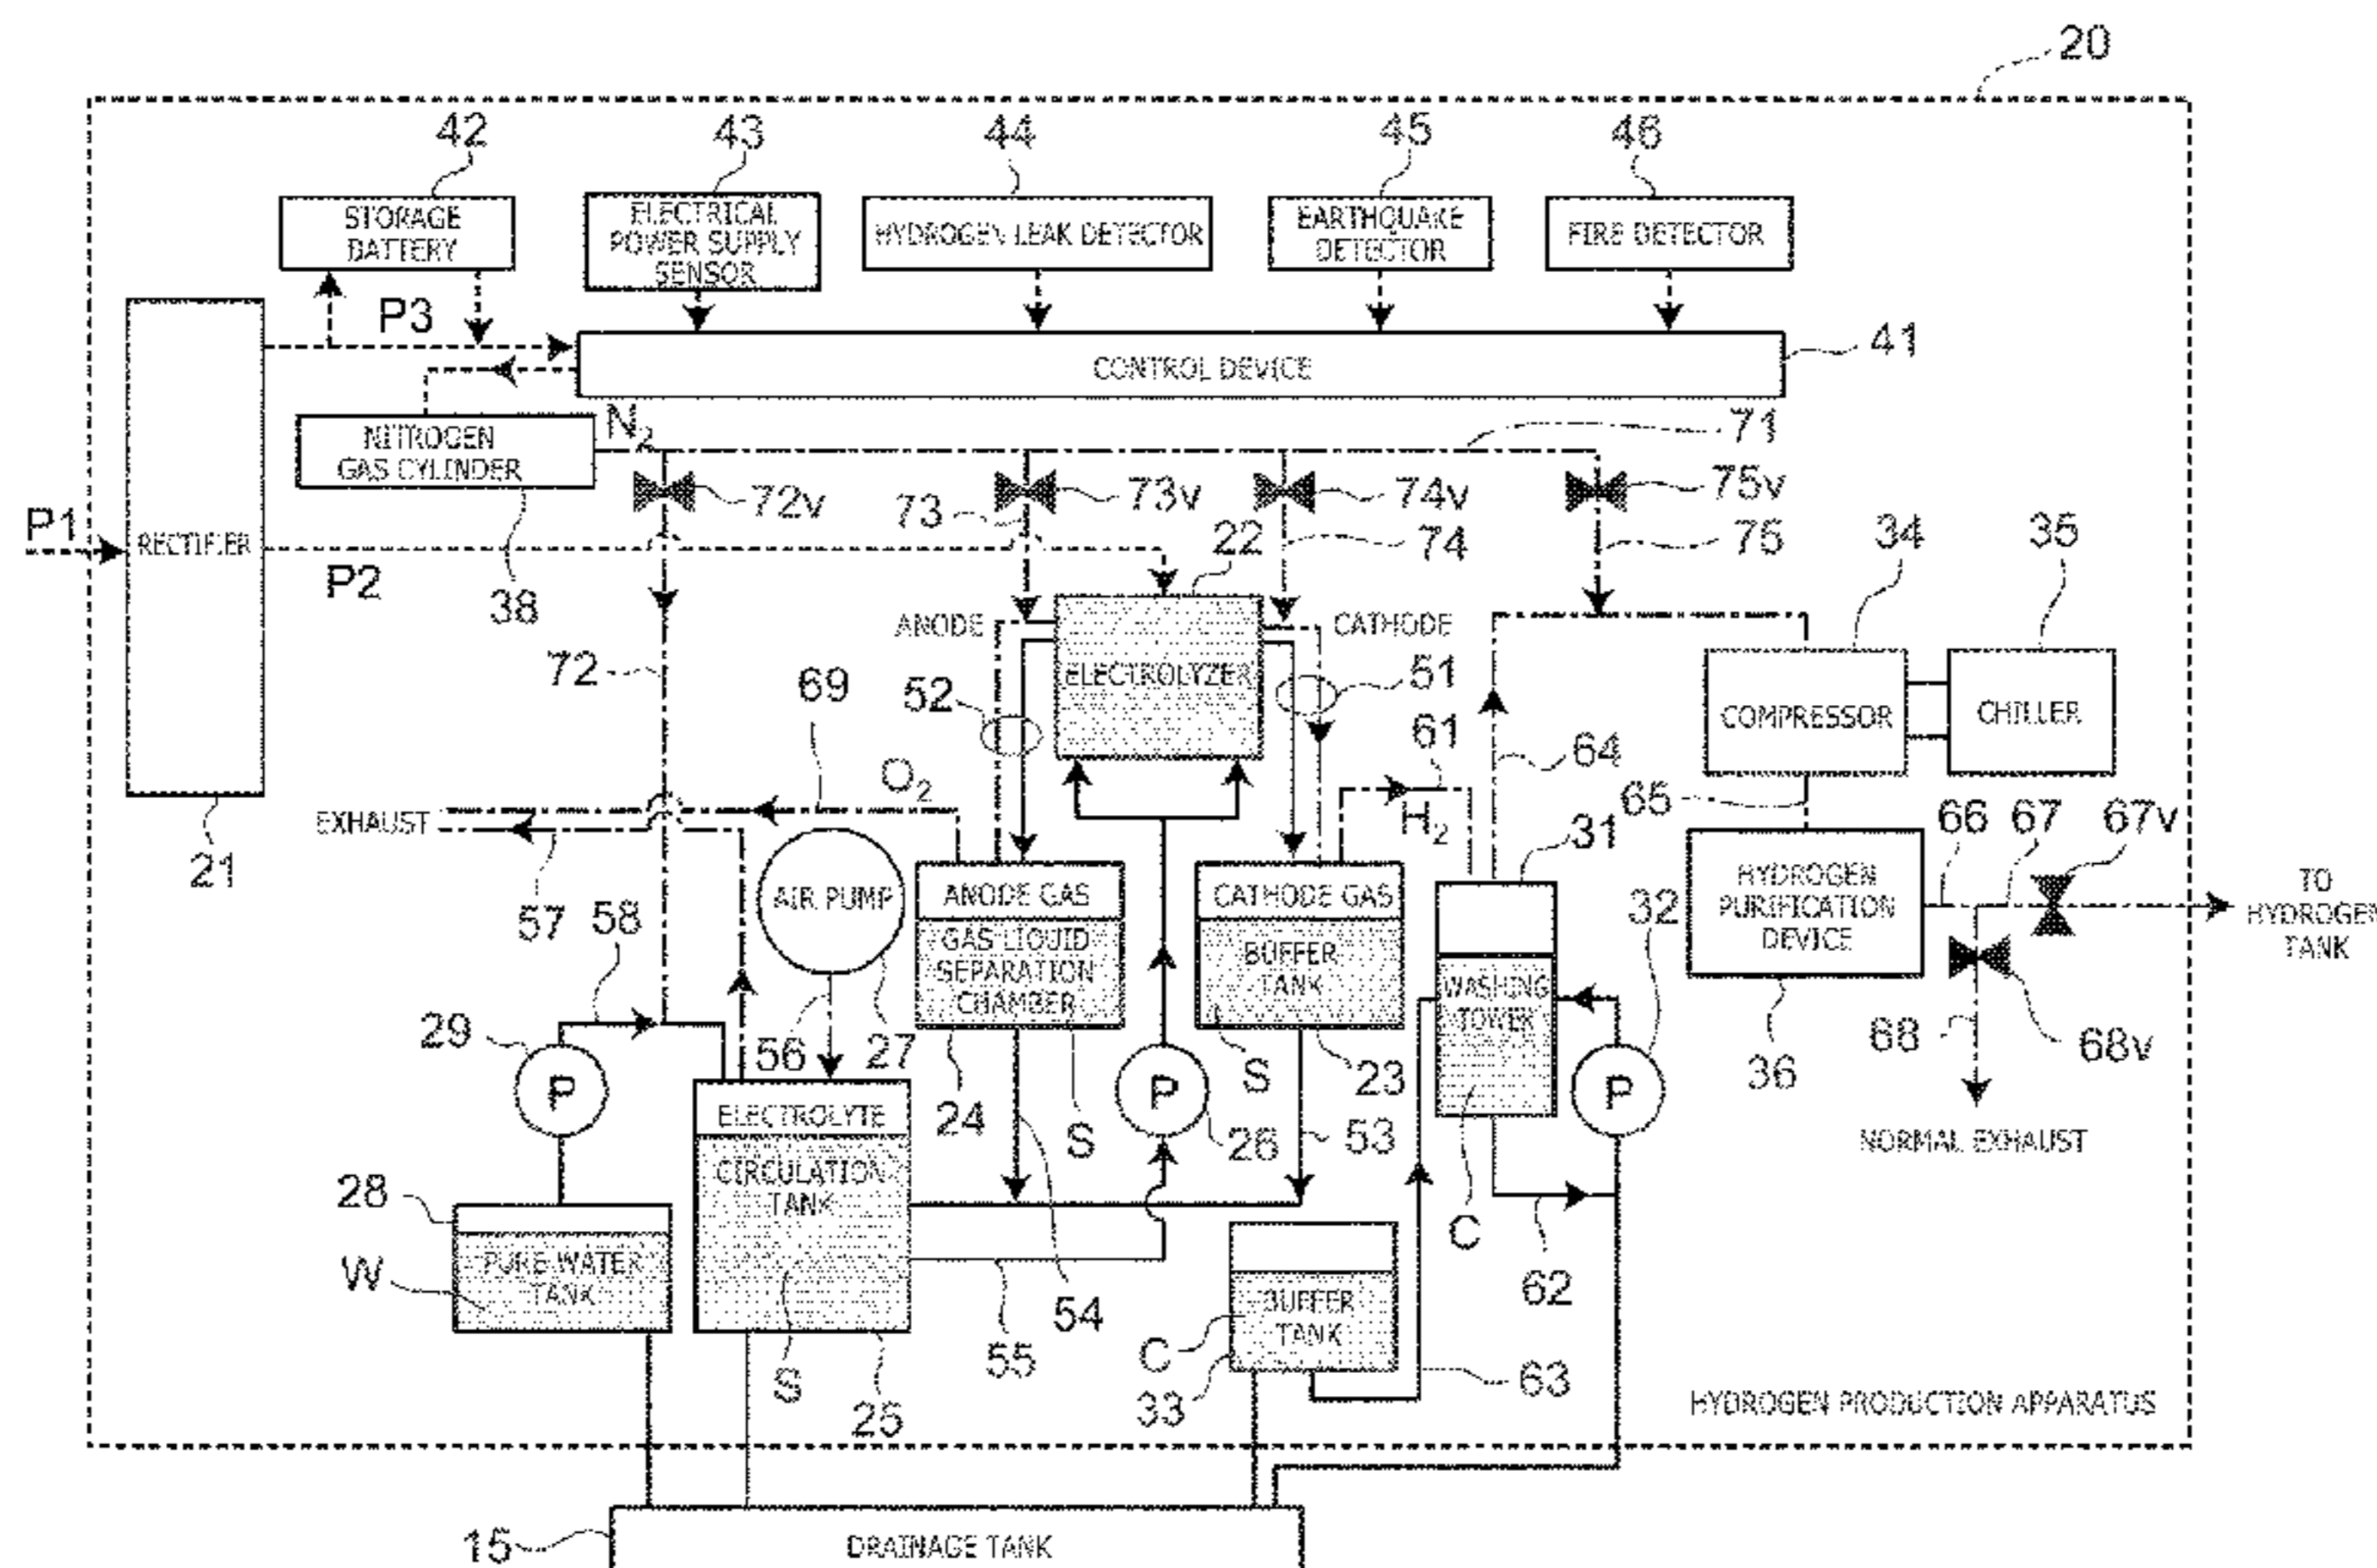 20
42
43
44
45
46
STORAGE
BATTERY
ELECTRICAL
POWER SUPPLY
SENSOR
HYDROGEN LEAK DETECTOR
EARTHQUAKE
DETECTOR
FIRE DETECTOR
P3
CONTROL DEVICE
41
NITROGEN
GAS CYLINDER
N2
71
72v
73
73v
74v
75v
P1
RECTIFIER
P2
38
22
74
75
34
35
ANODE
CATHODE
72
69
52
ELECTROLYZER
51
61
64
COMPRESSOR
CHILLER
O2
H2
65
EXHAUST
21
31
66
67
67v
57
58
AIR PUMP
ANODE GAS
GAS LIQUID
SEPARATION
CHAMBER
CATHODE GAS
BUFFER
TANK
32
HYDROGEN
PURIFICATION
DEVICE
TO
HYDROGEN
TANK
WASHING
TOWER
29
56
27
68
68v
P
24
S
P
26
S
23
P
36
ELECTROLYTE
CIRCULATION
TANK
53
NORMAL EXHAUST
28
C
W
PURE WATER
TANK
62
54
BUFFER
TANK
S
55
C
63
25
33
HYDROGEN PRODUCTION APPARATUS
15
DRAINAGE TANK